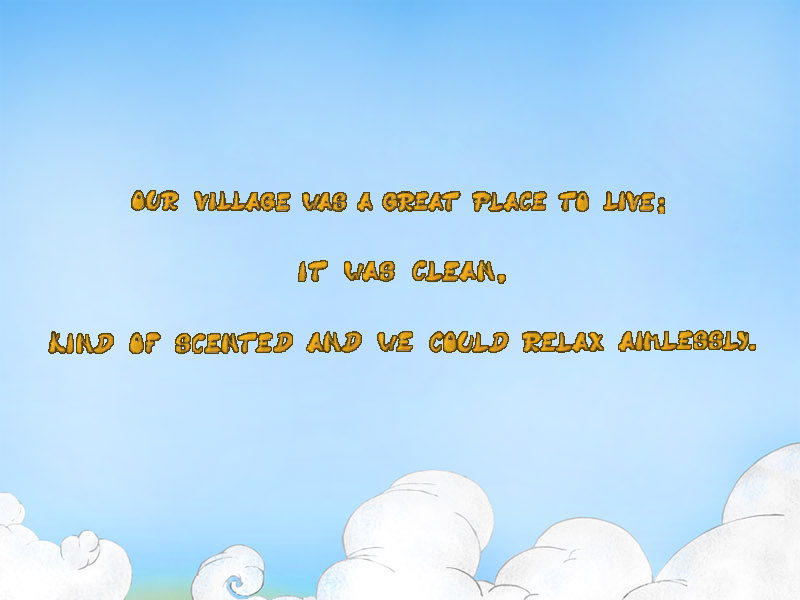 OUR VILLAGE WAS A GREAT PLACE TO LIVE:
IT WAS CLEAN,
KIND OF SCENTED AND WE COULD RELAX AIMLESSLY.